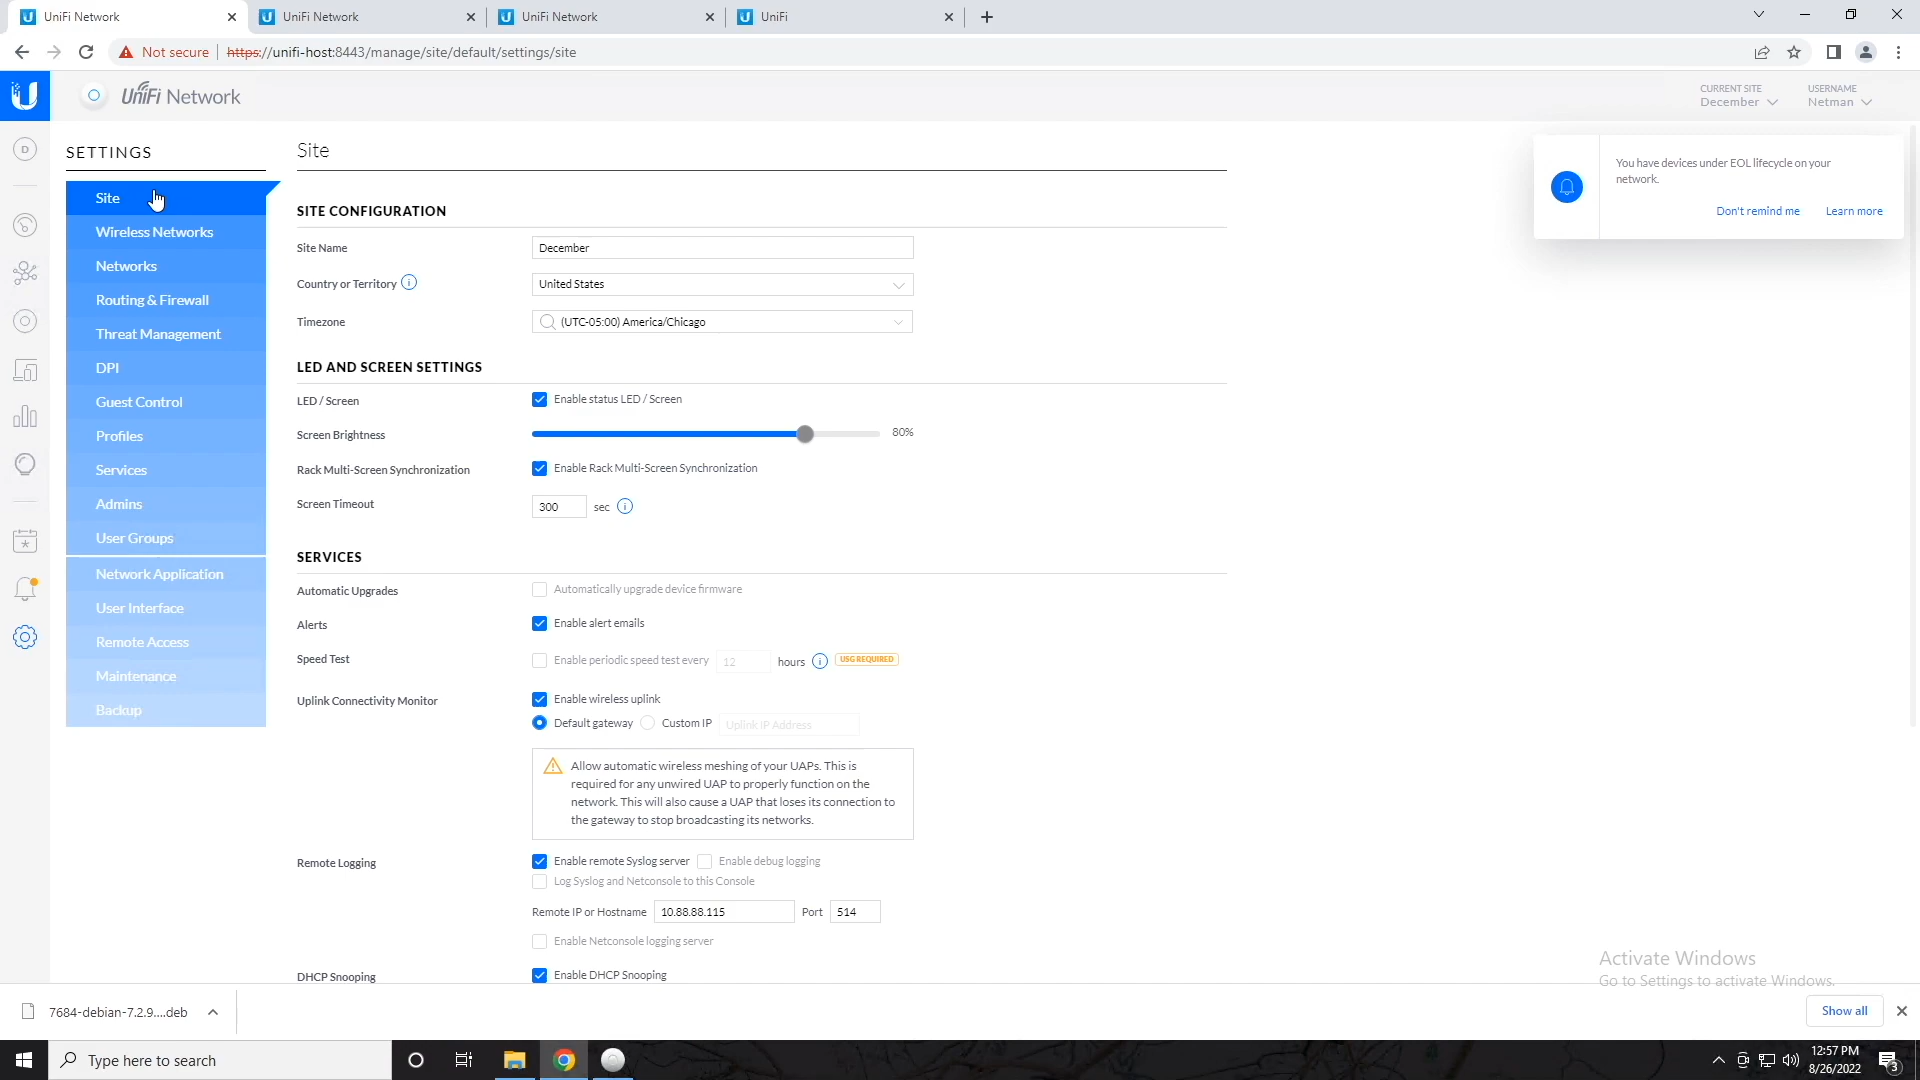 UniFi Network
UniFi Network
UniFi Network
UniFi
Not secure
https://unifi-host:8443/manage/site/default/settings/site
UniFi Network
CURRENT SITE
December
USERNAME
Netman
You have devices under EOL lifecycle on your
network.
Don't remind me
Learn more
D
SETTINGS
Site
Wireless Networks
Networks
Routing & Firewall
Threat Management
DPI
Guest Control
Profiles
Services
Admins
User Groups
Network Application
User Interface
Remote Access
Maintenance
Backup
Site
SITE CONFIGURATION
Site Name
December
Country or Territory
United States
Timezone
(UTC-05:00) America/Chicago
LED AND SCREEN SETTINGS
LED / Screen
Enable status LED / Screen
Screen Brightness
80%
Rack Multi-Screen Synchronization
Enable Rack Multi-Screen Synchronization
Screen Timeout
300 sec
SERVICES
Automatic Upgrades
Automatically upgrade device firmware
Alerts
Enable alert emails
Speed Test
Enable periodic speed test every 12 hours USG REQUIRED
Uplink Connectivity Monitor
Enable wireless uplink
Default gateway Custom IP Uplink IP Address
Allow automatic wireless meshing of your UAPs. This is
required for any unwired UAP to properly function on the
network. This will also cause a UAP that loses its connection to
the gateway to stop broadcasting its networks.
Remote Logging
Enable remote Syslog server Enable debug logging
Log Syslog and Netconsole to this Console
Remote IP or Hostname 10.88.88.115 Port 514
Enable Netconsole logging server
DHCP Snooping
Enable DHCP Snooping
Activate Windows
Go to Settings to activate Windows.
7684-debian-7.2.9....deb
Show all
Type here to search
12:57 PM
8/26/2022
3